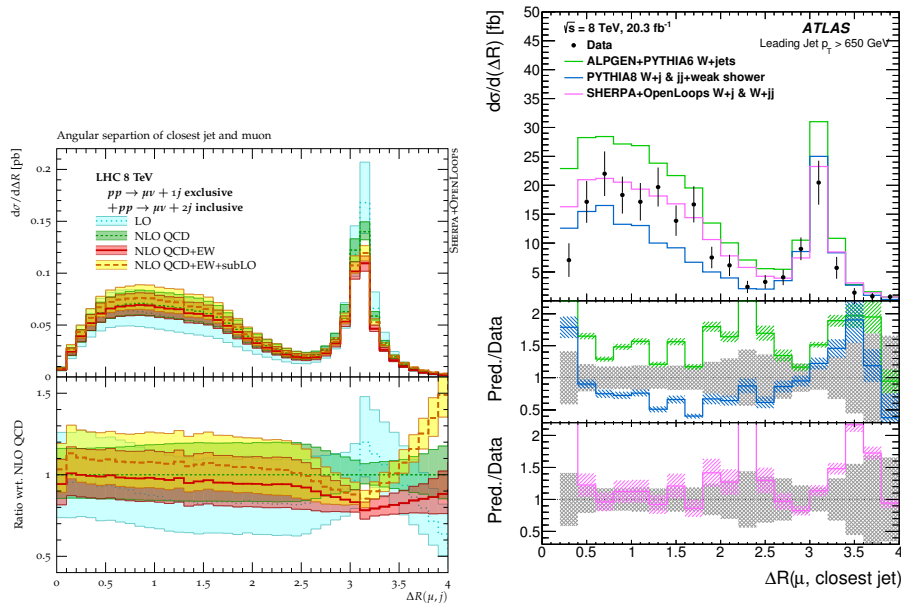 Angular separtion of closest jet and muon
dσ/dΔR [pb]
LHC 8 TeV
pp → μν + 1j exclusive
+pp → μν + 2j inclusive
LO
NLO QCD
NLO QCD+EW
NLO QCD+EW+subLO
SHERPA+OPENLOOPS
0.2
0.15
0.1
0.05
0
Ratio wrt. NLO QCD
1.5
1
0.5
0 0.5 1 1.5 2 2.5 3 3.5 4
ΔR(μ, j)
dσ/d(ΔR) [fb]
√s = 8 TeV, 20.3 fb⁻¹
ATLAS
Leading Jet p_T > 650 GeV
Data
ALPGEN+PYTHIA6 W+jets
PYTHIA8 W+j & jj+weak shower
SHERPA+OpenLoops W+j & W+jj
50
45
40
35
30
25
20
15
10
5
Pred./Data
2
1.5
1
0.5
Pred./Data
2
1.5
1
0.5
0 0.5 1 1.5 2 2.5 3 3.5 4
ΔR(μ, closest jet)